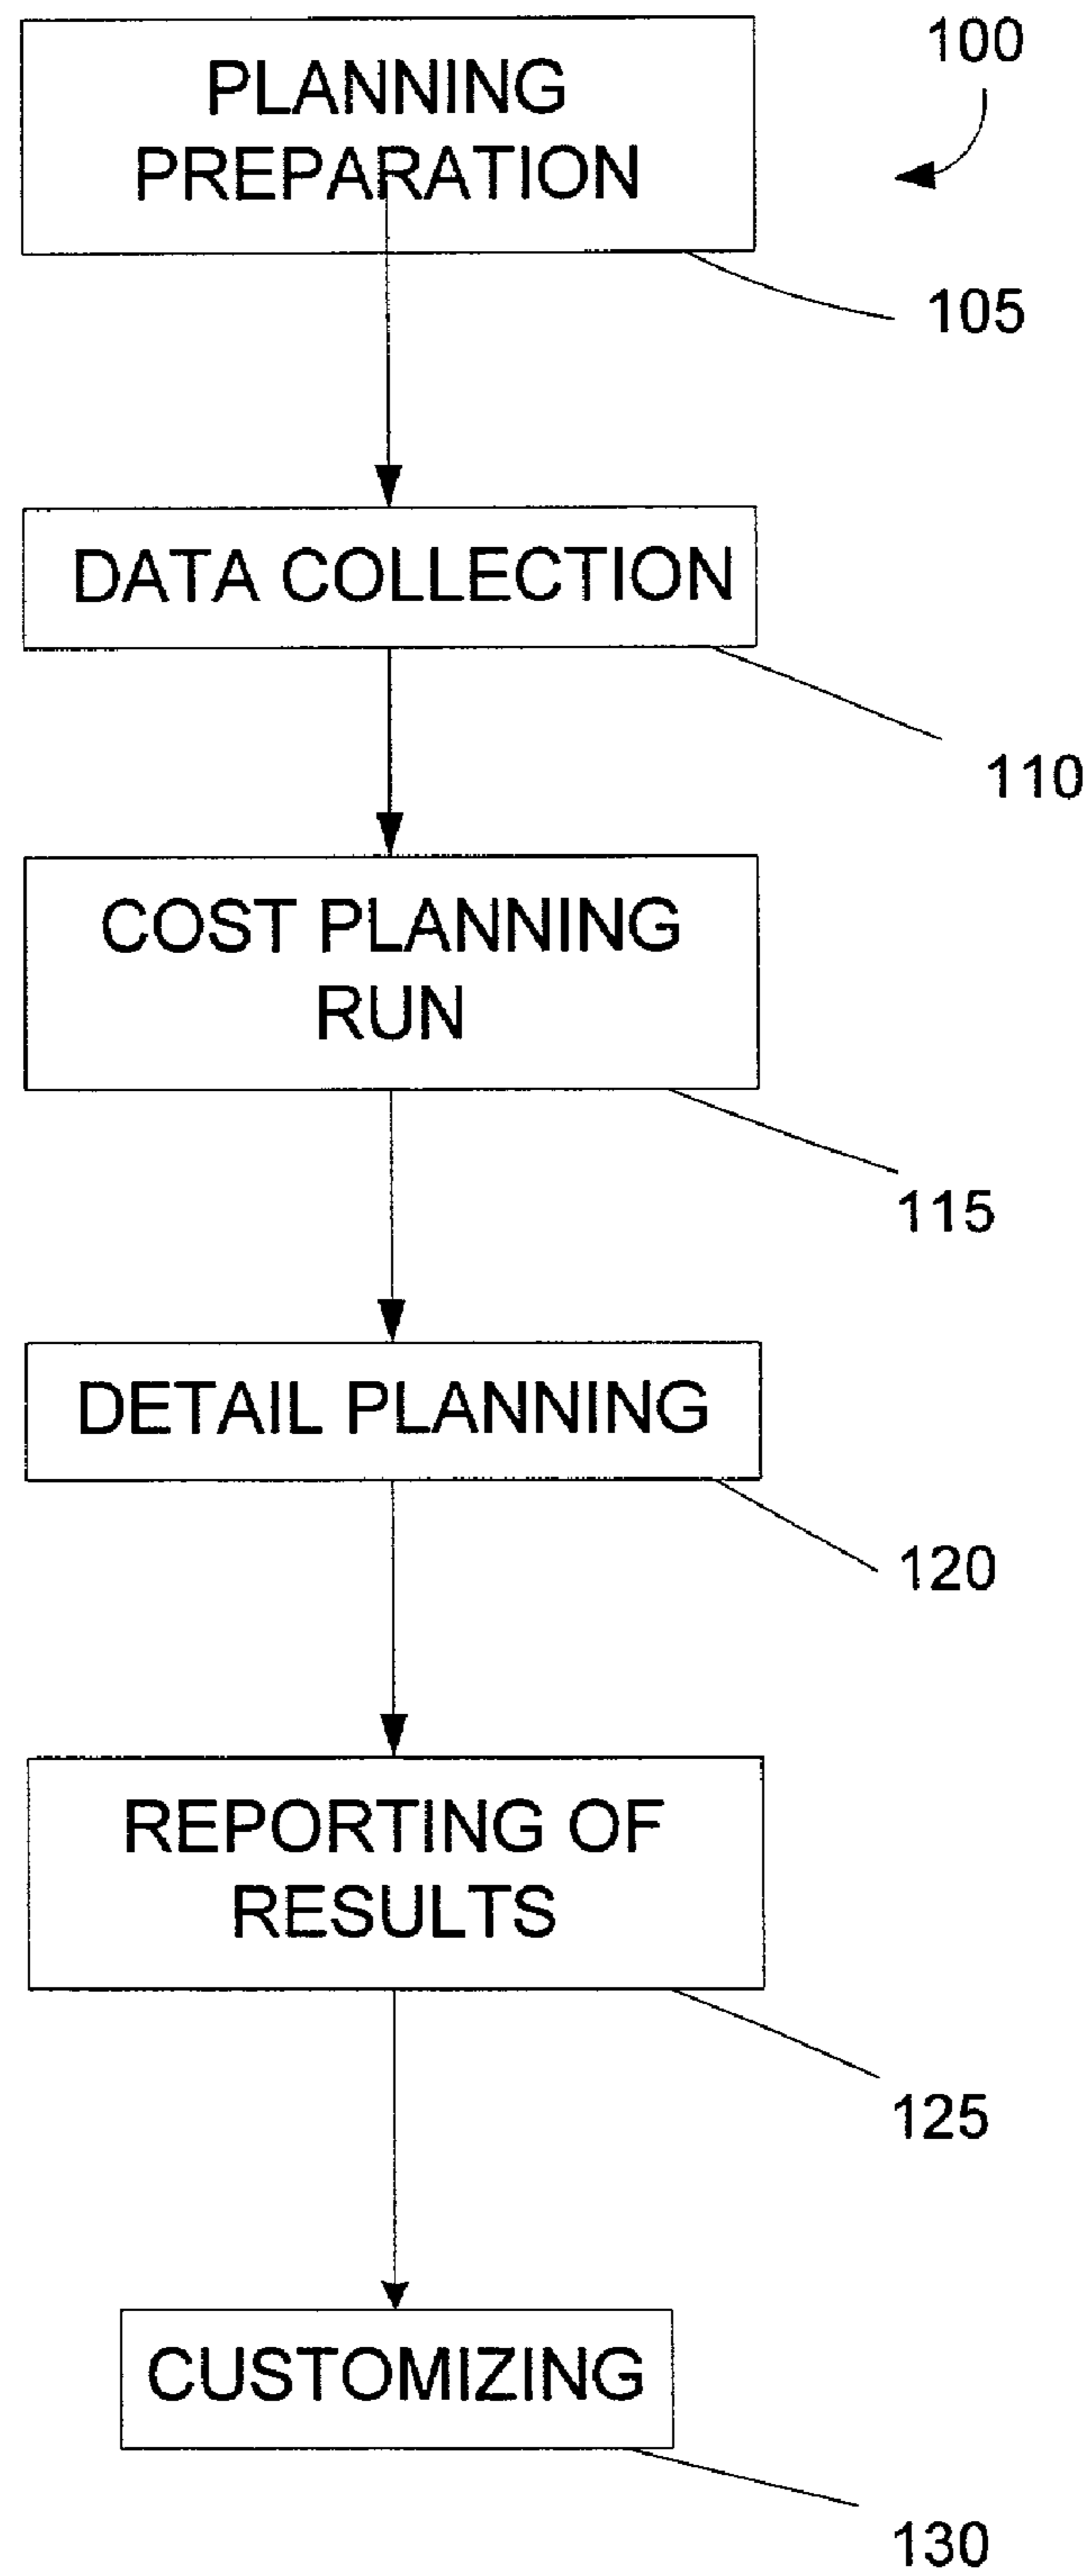 100
PLANNING
PREPARATION
105
DATA COLLECTION
110
COST PLANNING
RUN
115
DETAIL PLANNING
120
REPORTING OF
RESULTS
125
CUSTOMIZING
130